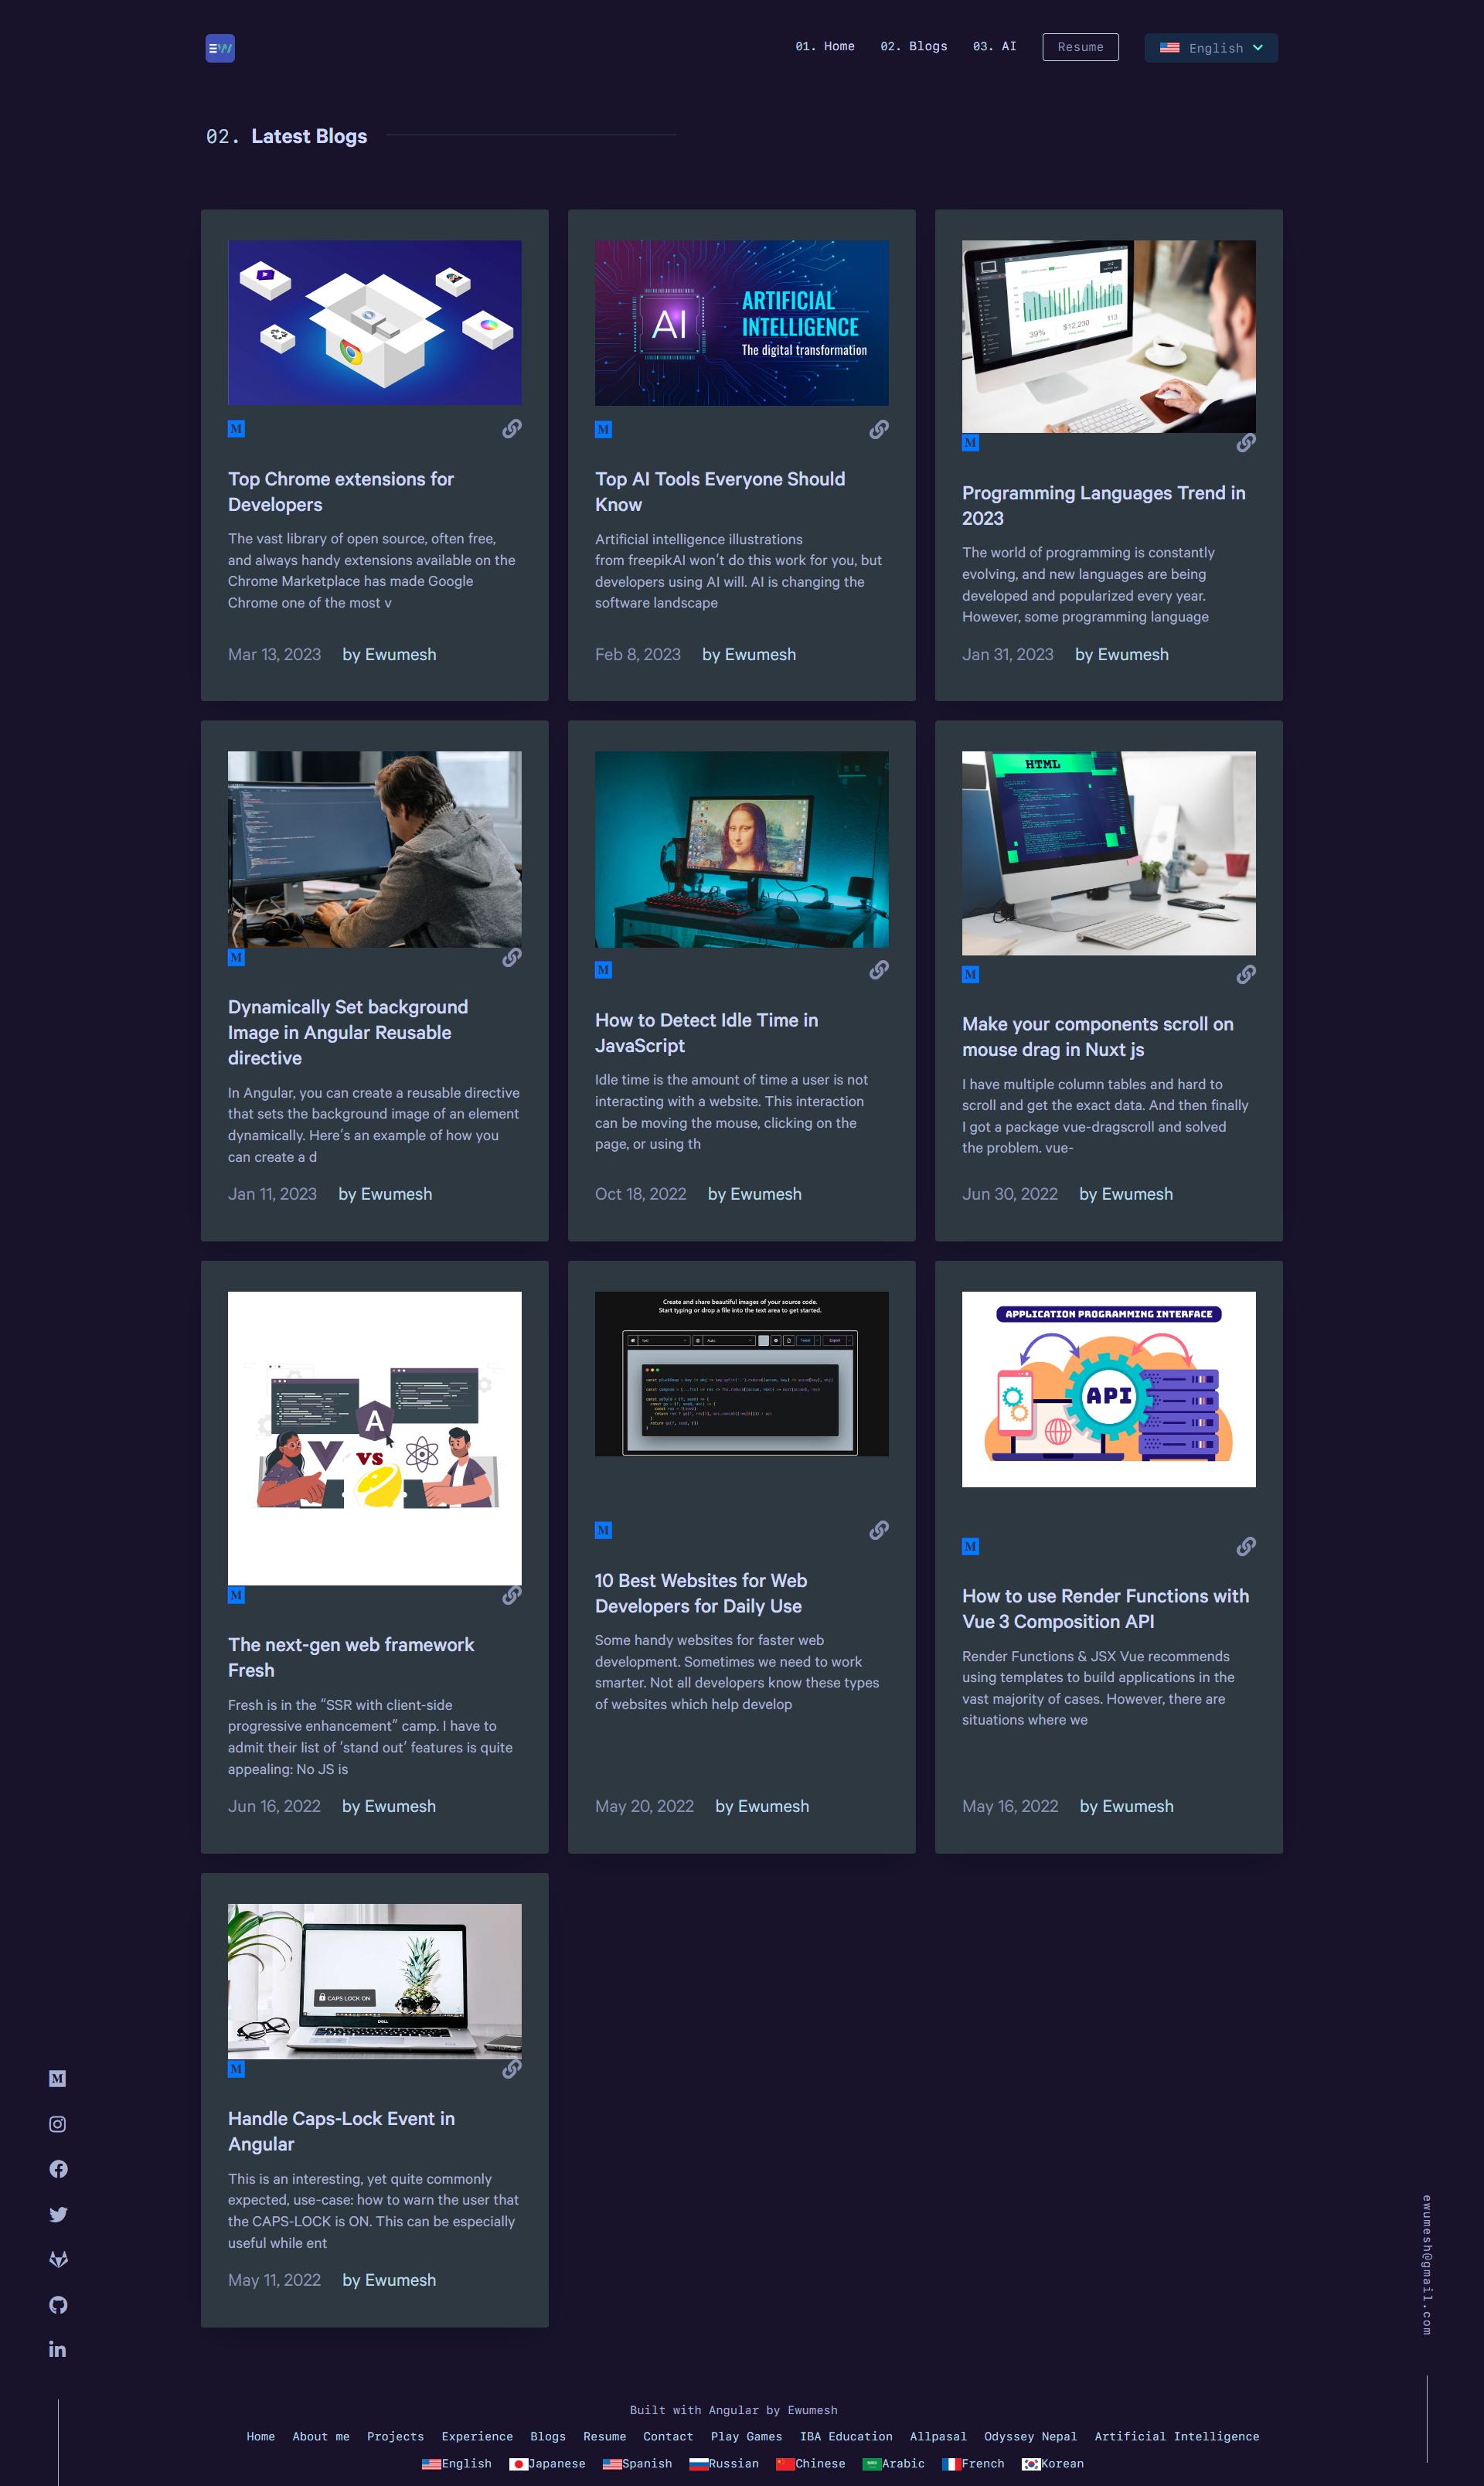 EW
01. Home 02. Blogs 03. AI Resume English
02. Latest Blogs
M
Top Chrome extensions for
Developers
The vast library of open source, often free,
and always handy extensions available on the
Chrome Marketplace has made Google
Chrome one of the most v
Mar 13, 2023 by Ewumesh
AI
ARTIFICIAL
INTELLIGENCE
The digital transformation
M
Top AI Tools Everyone Should
Know
Artificial intelligence illustrations
from freepikAI won't do this work for you, but
developers using AI will. AI is changing the
software landscape
Feb 8, 2023 by Ewumesh
39% $12,230 113
M
Programming Languages Trend in
2023
The world of programming is constantly
evolving, and new languages are being
developed and popularized every year.
However, some programming language
Jan 31, 2023 by Ewumesh
M
Dynamically Set background
Image in Angular Reusable
directive
In Angular, you can create a reusable directive
that sets the background image of an element
dynamically. Here's an example of how you
can create a d
Jan 11, 2023 by Ewumesh
M
How to Detect Idle Time in
JavaScript
Idle time is the amount of time a user is not
interacting with a website. This interaction
can be moving the mouse, clicking on the
page, or using th
Oct 18, 2022 by Ewumesh
HTML
M
Make your components scroll on
mouse drag in Nuxt js
I have multiple column tables and hard to
scroll and get the exact data. And then finally
I got a package vue-dragscroll and solved
the problem. vue-
Jun 30, 2022 by Ewumesh
A
VS
M
The next-gen web framework
Fresh
Fresh is in the “SSR with client-side
progressive enhancement” camp. I have to
admit their list of ‘stand out’ features is quite
appealing: No JS is
Jun 16, 2022 by Ewumesh
Create and share beautiful images of your source code.
Start typing or drop a file into the text area to get started.
M
10 Best Websites for Web
Developers for Daily Use
Some handy websites for faster web
development. Sometimes we need to work
smarter. Not all developers know these types
of websites which help develop
May 20, 2022 by Ewumesh
APPLICATION PROGRAMMING INTERFACE
API
M
How to use Render Functions with
Vue 3 Composition API
Render Functions & JSX Vue recommends
using templates to build applications in the
vast majority of cases. However, there are
situations where we
May 16, 2022 by Ewumesh
CAPS LOCK ON
DELL
M
Handle Caps-Lock Event in
Angular
This is an interesting, yet quite commonly
expected, use-case: how to warn the user that
the CAPS-LOCK is ON. This can be especially
useful while ent
May 11, 2022 by Ewumesh
M
in
ewumesh@gmail.com
Built with Angular by Ewumesh
Home About me Projects Experience Blogs Resume Contact Play Games IBA Education Allpasal Odyssey Nepal Artificial Intelligence
English Japanese Spanish Russian Chinese Arabic French Korean